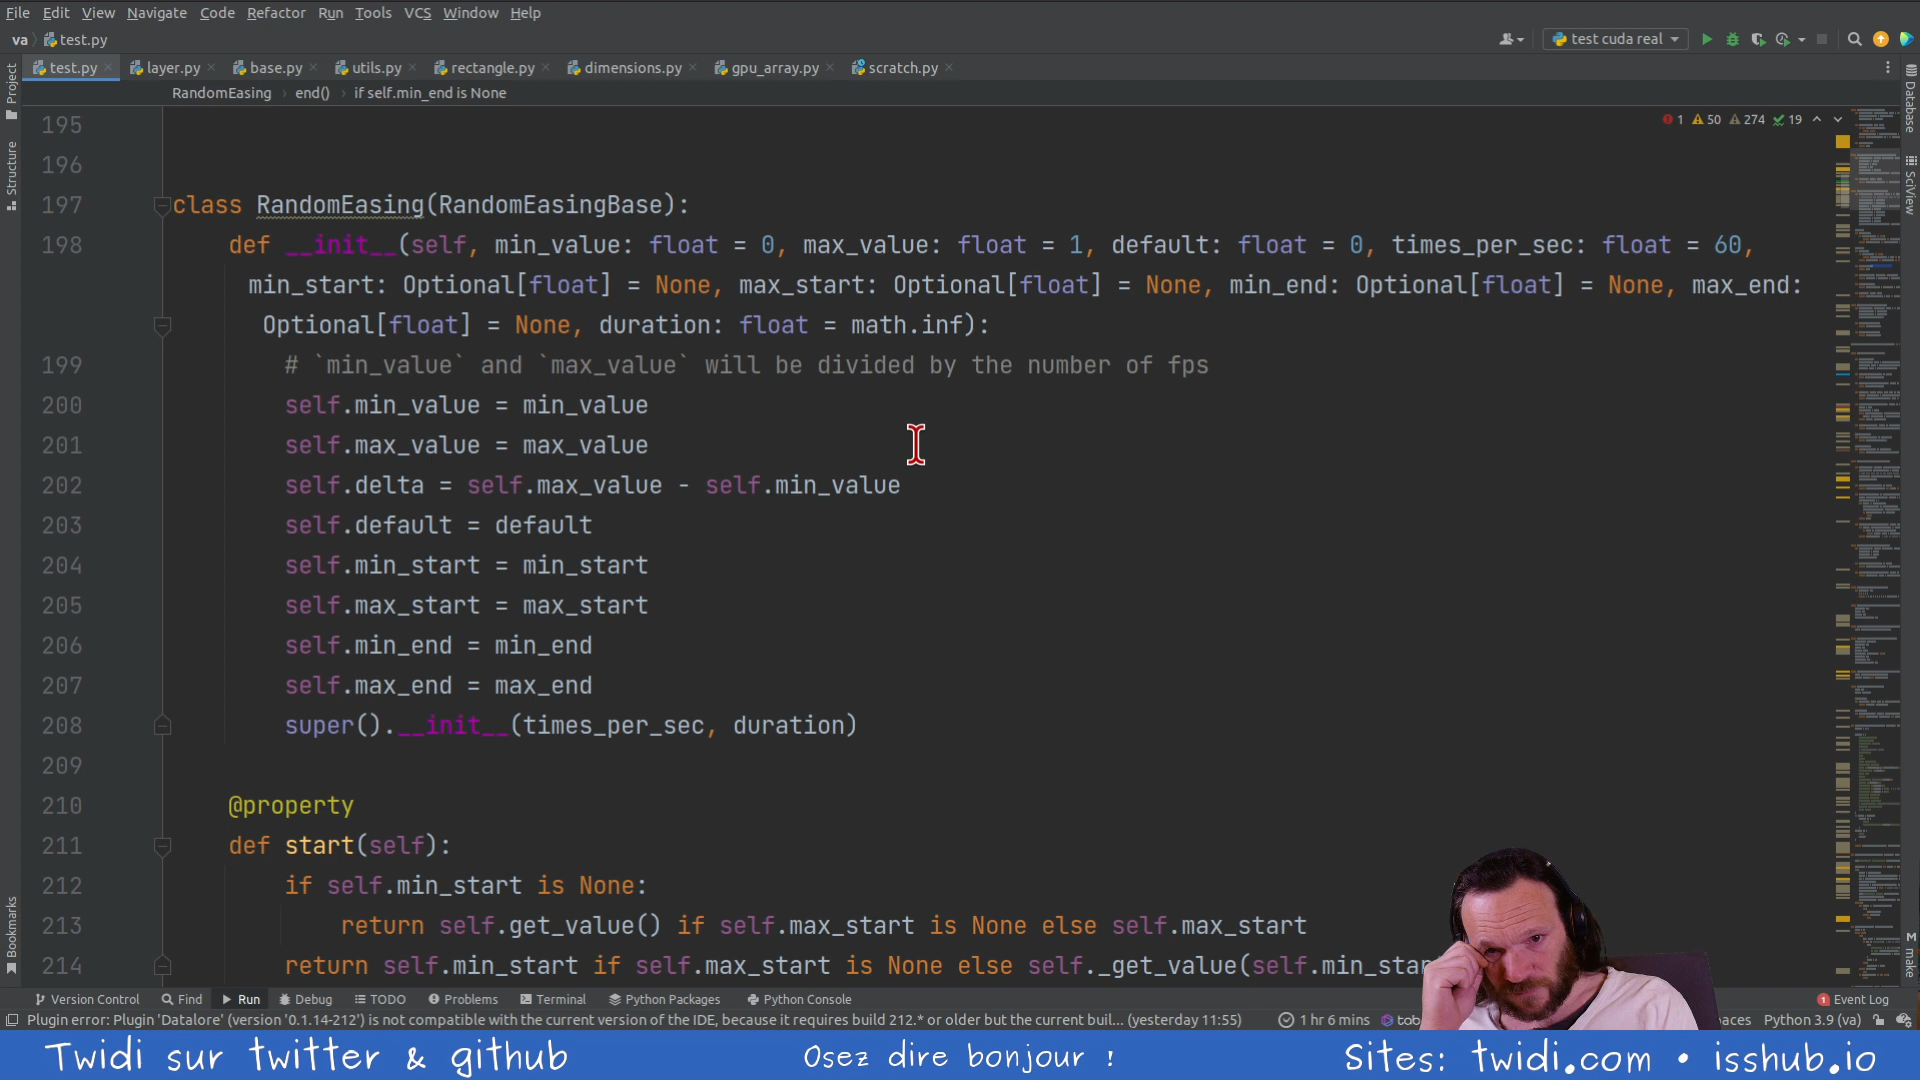 File Edit View Navigate Code Refactor Run Tools VCS Window Help
va test.py test cuda real
test.py layer.py base.py utils.py rectangle.py dimensions.py gpu_array.py scratch.py
RandomEasing end() if self.min_end is None
Project
Structure
Bookmarks
Database
SciView
make
1 50 274 19
195
196
197 class RandomEasing(RandomEasingBase):
198 def __init__(self, min_value: float = 0, max_value: float = 1, default: float = 0, times_per_sec: float = 60,
min_start: Optional[float] = None, max_start: Optional[float] = None, min_end: Optional[float] = None, max_end:
Optional[float] = None, duration: float = math.inf):
199 # `min_value` and `max_value` will be divided by the number of fps
200 self.min_value = min_value
201 self.max_value = max_value
202 self.delta = self.max_value - self.min_value
203 self.default = default
204 self.min_start = min_start
205 self.max_start = max_start
206 self.min_end = min_end
207 self.max_end = max_end
208 super().__init__(times_per_sec, duration)
209
210 @property
211 def start(self):
212 if self.min_start is None:
213 return self.get_value() if self.max_start is None else self.max_start
214 return self.min_start if self.max_start is None else self._get_value(self.min_star
Version Control Find Run Debug TODO Problems Terminal Python Packages Python Console 1 Event Log
Plugin error: Plugin 'Datalore' (version '0.1.14-212') is not compatible with the current version of the IDE, because it requires build 212.* or older but the current buil... (yesterday 11:55) 1 hr 6 mins Python 3.9 (va)
Twidi sur twitter & github Osez dire bonjour ! Sites: twidi.com • isshub.io